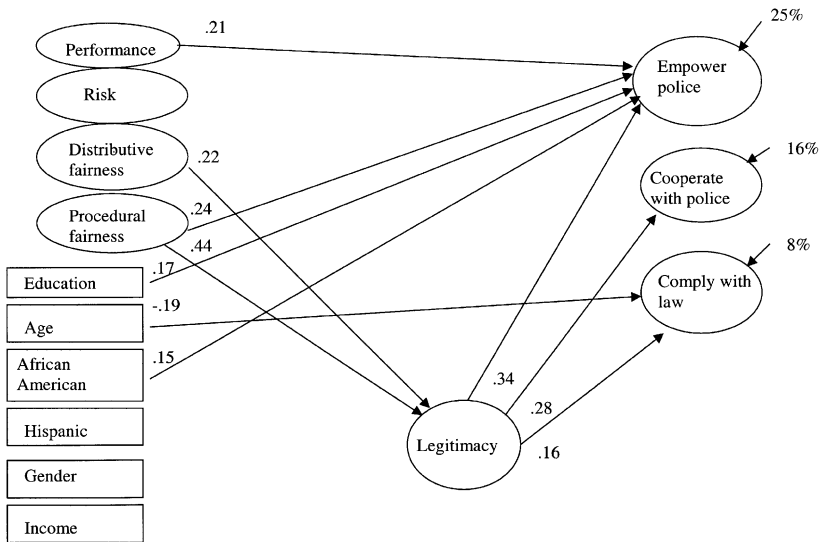 .21
25%
Performance
Empower
police
Risk
Distributive
fairness
.22
16%
Cooperate
with police
Procedural
fairness
.24
.44
8%
Education
.17
Comply with
law
Age
-.19
African
American
.15
.34
.28
.16
Hispanic
Legitimacy
Gender
Income